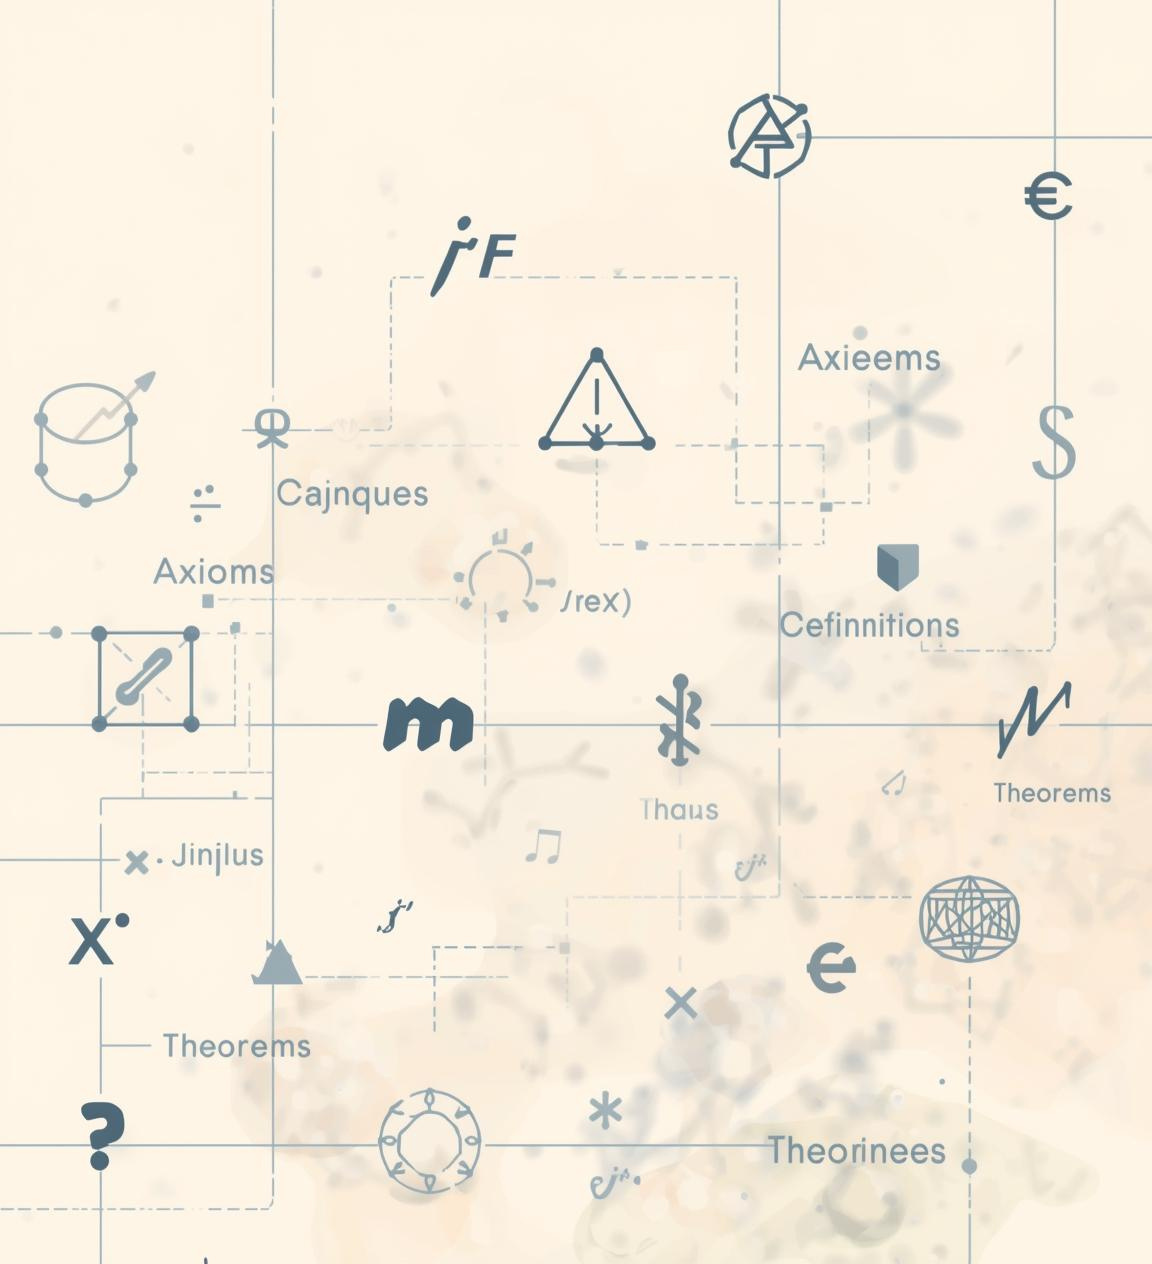 €
jF
Axieems
$
Cajnques
÷
Axioms
/rex)
Cefinnitions
m
Theorems
Thaus
× · Jinjlus
X•
×
Theorems
?
*
Theorinees